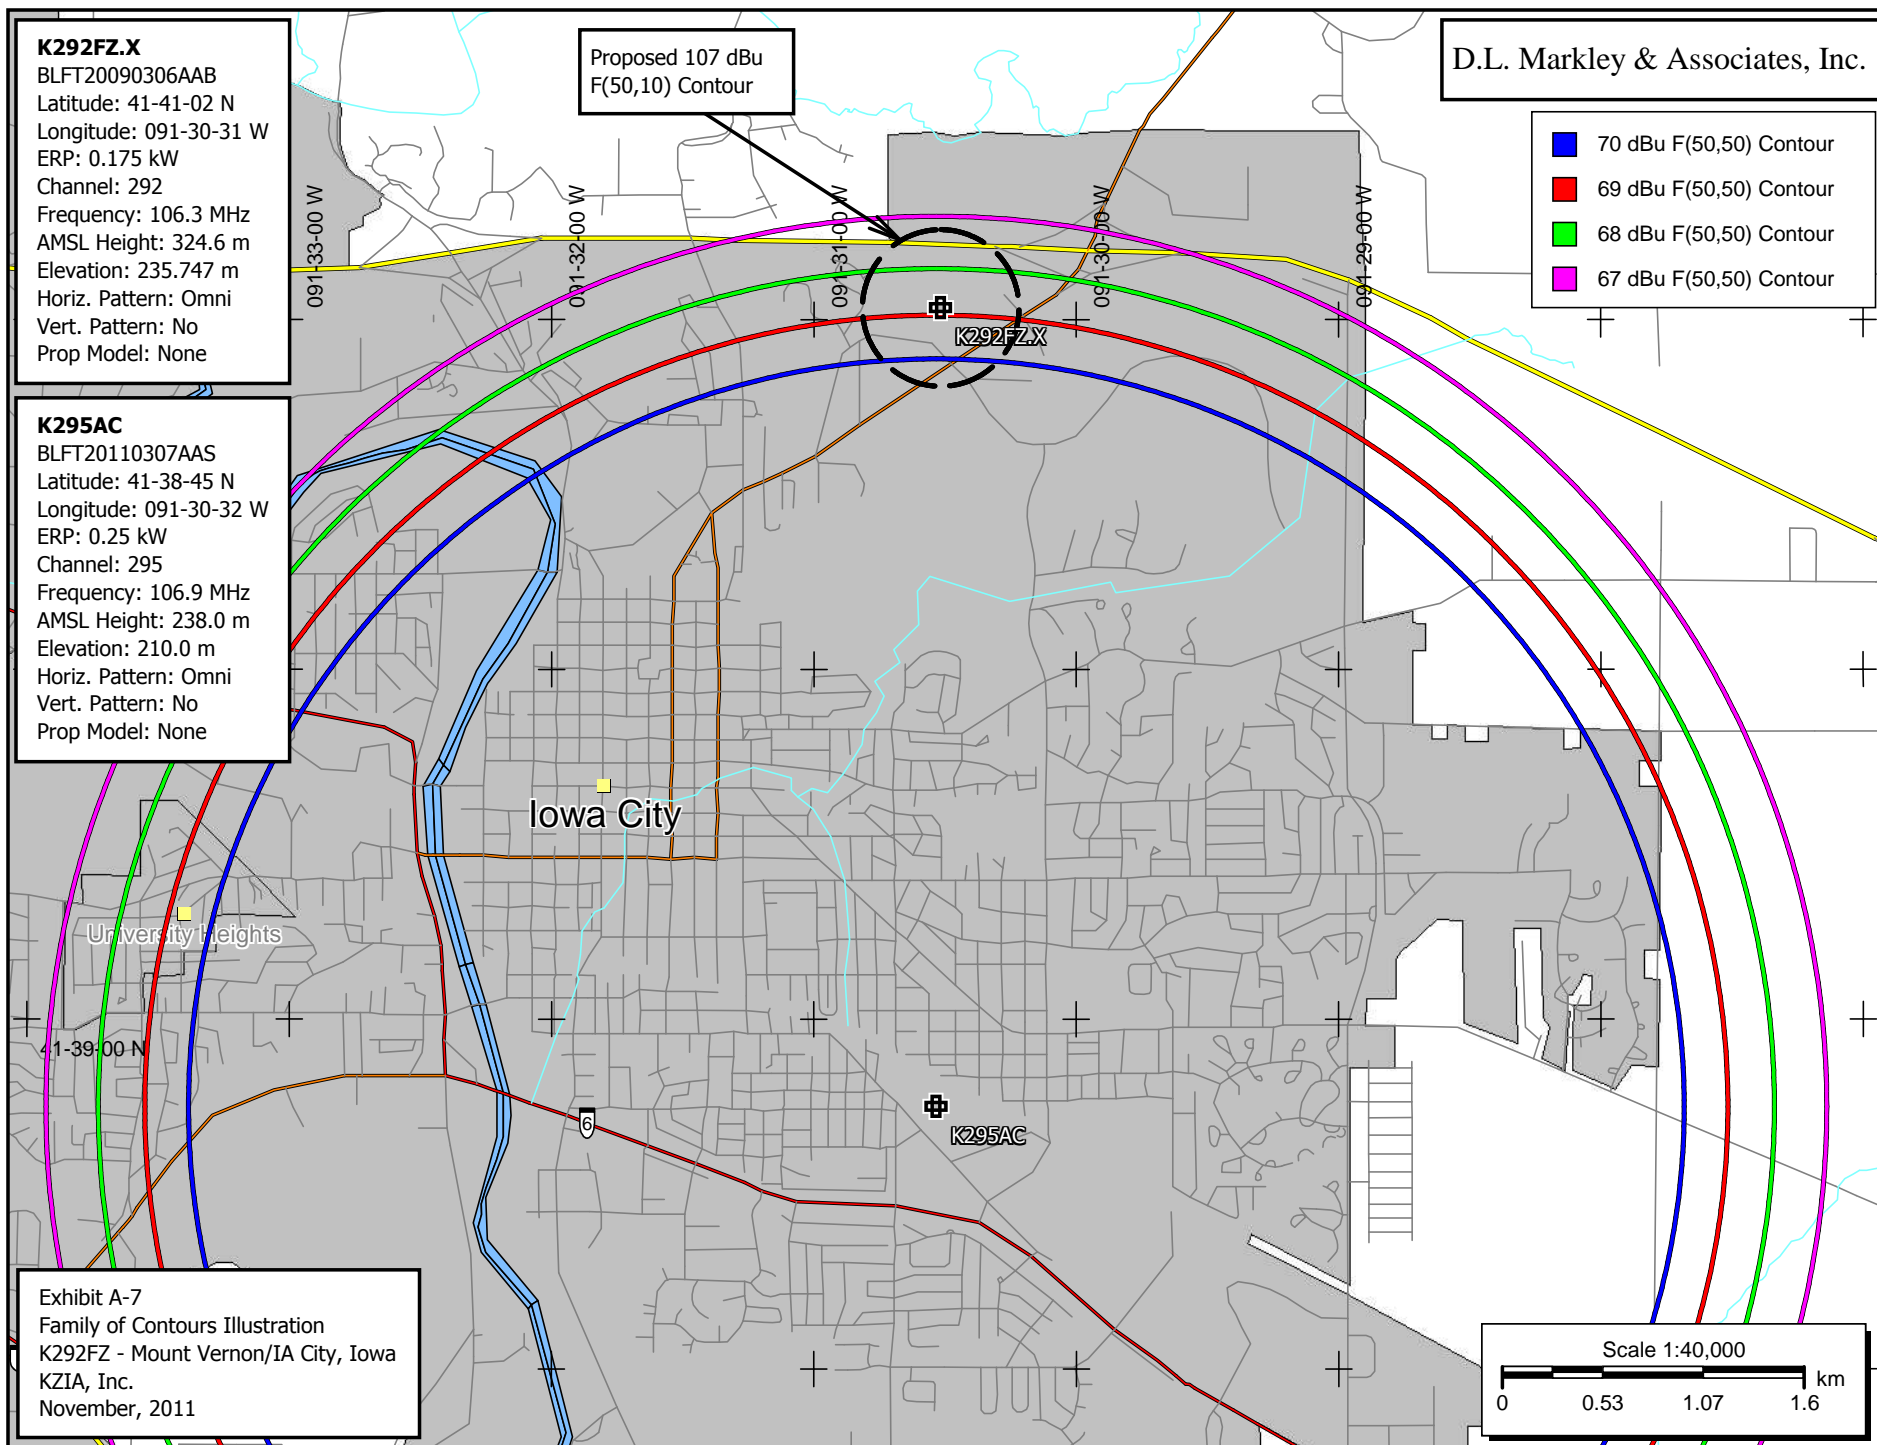 K292FZ.X
BLFT20090306AAB
Latitude: 41-41-02 N
Longitude: 091-30-31 W
ERP: 0.175 kW
Channel: 292
Frequency: 106.3 MHz
AMSL Height: 324.6 m
Elevation: 235.747 m
Horiz. Pattern: Omni
Vert. Pattern: No
Prop Model: None
K295AC
BLFT20110307AAS
Latitude: 41-38-45 N
Longitude: 091-30-32 W
ERP: 0.25 kW
Channel: 295
Frequency: 106.9 MHz
AMSL Height: 238.0 m
Elevation: 210.0 m
Horiz. Pattern: Omni
Vert. Pattern: No
Prop Model: None
Proposed 107 dBu
F(50,10) Contour
D.L. Markley & Associates, Inc.
70 dBu F(50,50) Contour
69 dBu F(50,50) Contour
68 dBu F(50,50) Contour
67 dBu F(50,50) Contour
091-33-00 W
091-32-00 W
091-31-00 W
091-30-00 W
091-29-00 W
K292FZ.X
Iowa City
University Heights
41-39-00 N
6
K295AC
Exhibit A-7
Family of Contours Illustration
K292FZ - Mount Vernon/IA City, Iowa
KZIA, Inc.
November, 2011
Scale 1:40,000
km
0 0.53 1.07 1.6